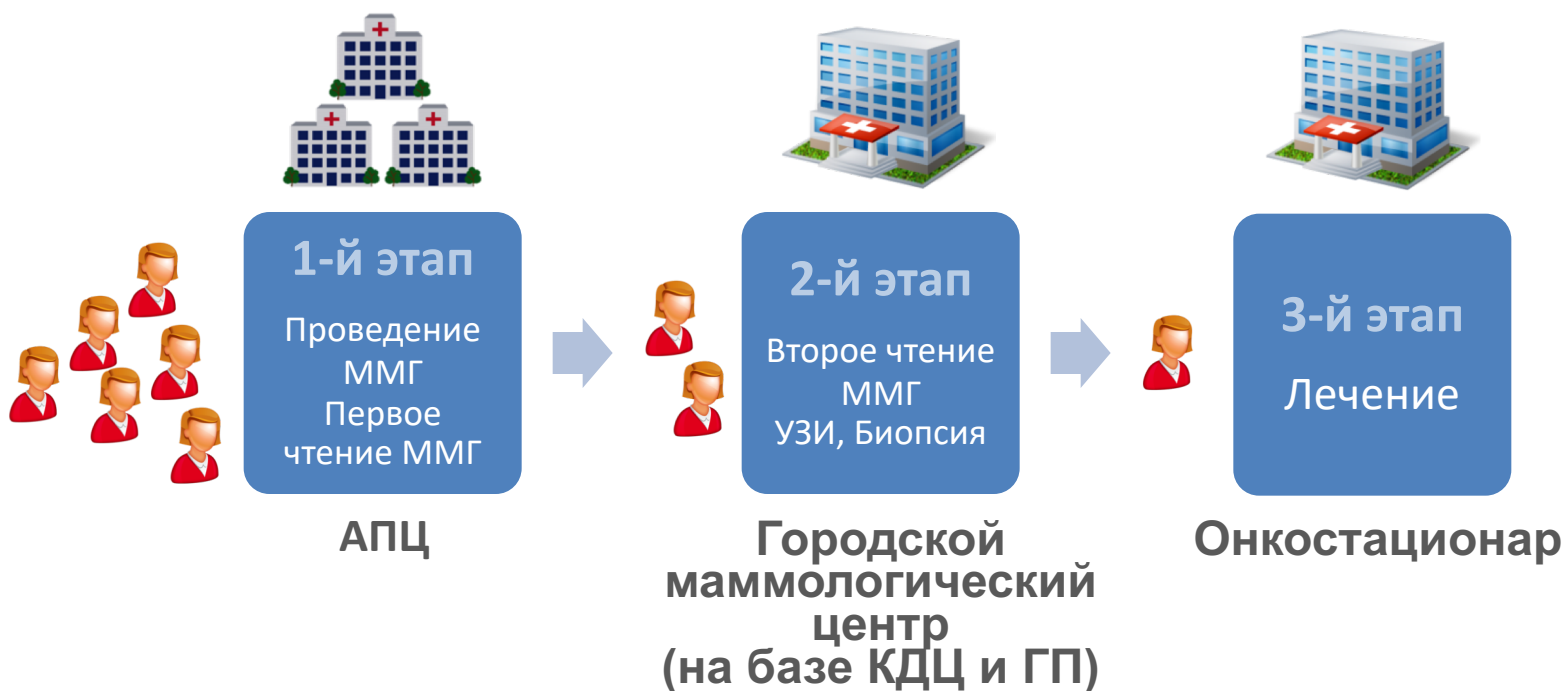 1-й этап
Проведение
ММГ
Первое
чтение ММГ
АПЦ
2-й этап
Второе чтение
ММГ
УЗИ, Биопсия
Городской
маммологический
центр
(на базе КДЦ и ГП)
3-й этап
Лечение
Онкостационар